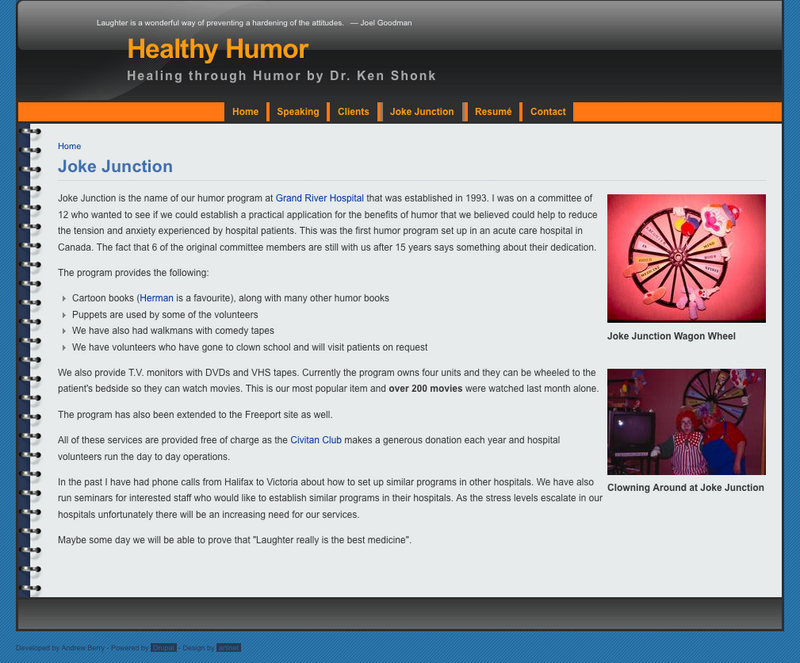 Laughter is a wonderful way of preventing a hardening of the attitudes. — Joel Goodman
Healthy Humor
Healing through Humor by Dr. Ken Shonk
Home Speaking Clients Joke Junction Resumé Contact
Home
Joke Junction
Joke Junction is the name of our humor program at Grand River Hospital that was established in 1993. I was on a committee of
12 who wanted to see if we could establish a practical application for the benefits of humor that we believed could help to reduce
the tension and anxiety experienced by hospital patients. This was the first humor program set up in an acute care hospital in
Canada. The fact that 6 of the original committee members are still with us after 15 years says something about their dedication.
The program provides the following:
Cartoon books (Herman is a favourite), along with many other humor books
Puppets are used by some of the volunteers
We have also had walkmans with comedy tapes
We have volunteers who have gone to clown school and will visit patients on request
Joke Junction Wagon Wheel
We also provide T.V. monitors with DVDs and VHS tapes. Currently the program owns four units and they can be wheeled to the
patient's bedside so they can watch movies. This is our most popular item and over 200 movies were watched last month alone.
The program has also been extended to the Freeport site as well.
All of these services are provided free of charge as the Civitan Club makes a generous donation each year and hospital
volunteers run the day to day operations.
In the past I have had phone calls from Halifax to Victoria about how to set up similar programs in other hospitals. We have also
run seminars for interested staff who would like to establish similar programs in their hospitals. As the stress levels escalate in our
hospitals unfortunately there will be an increasing need for our services.
Clowning Around at Joke Junction
Maybe some day we will be able to prove that "Laughter really is the best medicine".
Developed by Andrew Berry - Powered by Drupal - Design by artinet